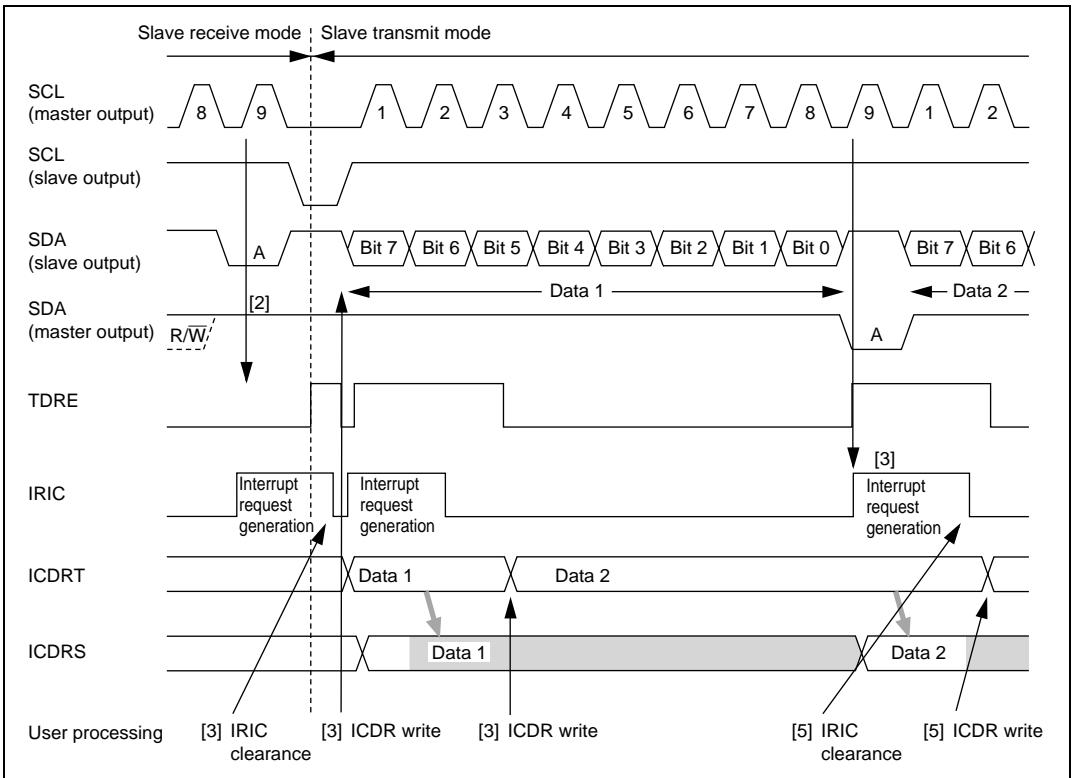 Slave receive mode Slave transmit mode
SCL
(master output)
8 9 1 2 3 4 5 6 7 8 9 1 2
SCL
(slave output)
SDA
(slave output)
A Bit 7 Bit 6 Bit 5 Bit 4 Bit 3 Bit 2 Bit 1 Bit 0 Bit 7 Bit 6
[2] Data 1 Data 2
SDA
(master output)
R/W̅ A
TDRE
[3]
IRIC
Interrupt
request
generation
Interrupt
request
generation
Interrupt
request
generation
ICDRT Data 1 Data 2
ICDRS Data 1 Data 2
User processing
[3] IRIC
clearance
[3] ICDR write
[3] ICDR write
[5] IRIC
clearance
[5] ICDR write